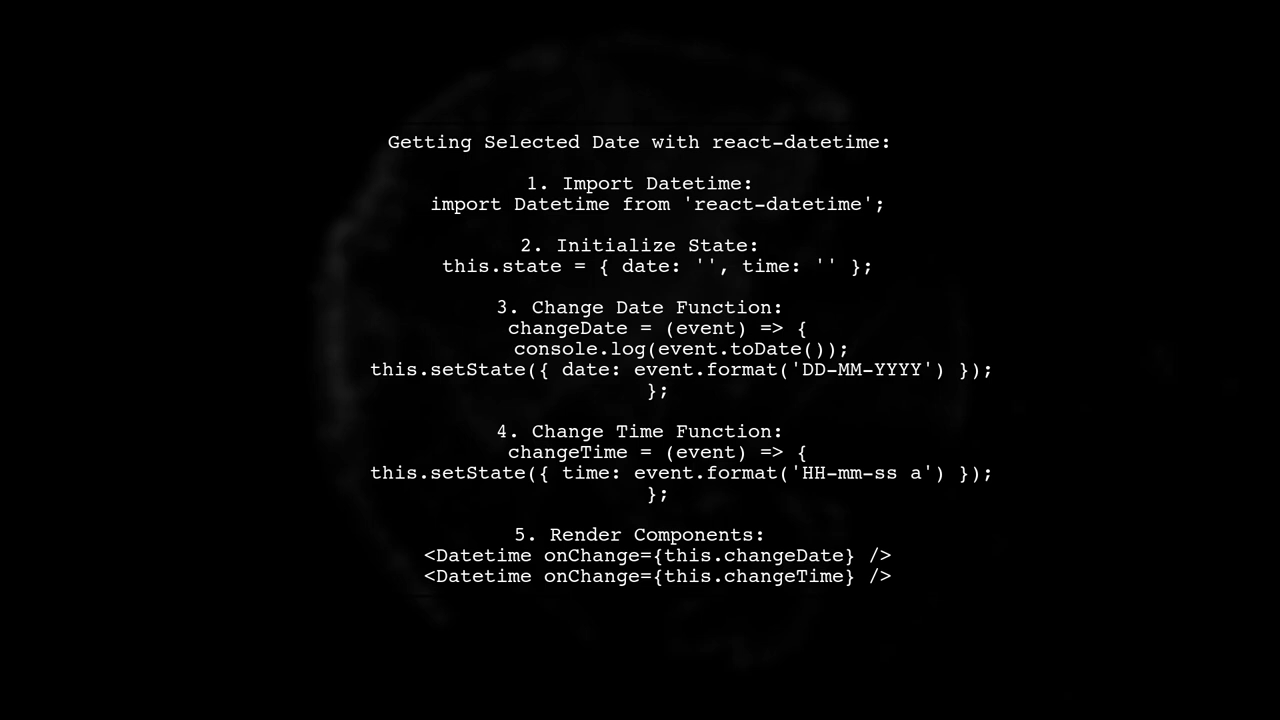 Getting Selected Date with react-datetime:
1. Import Datetime:
import Datetime from 'react-datetime';
2. Initialize State:
this.state = { date: '', time: '' };
3. Change Date Function:
changeDate = (event) => {
console.log(event.toDate());
this.setState({ date: event.format('DD-MM-YYYY') });
};
4. Change Time Function:
changeTime = (event) => {
this.setState({ time: event.format('HH-mm-ss a') });
};
5. Render Components:
<Datetime onChange={this.changeDate} />
<Datetime onChange={this.changeTime} />